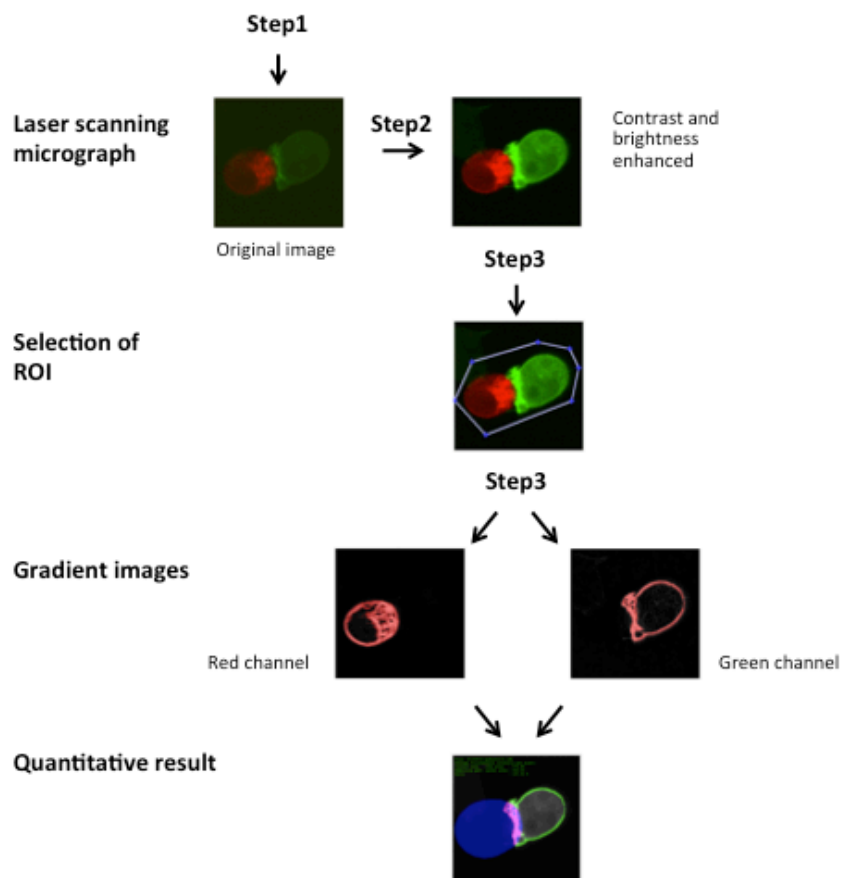 Step1
Laser scanning
micrograph
Step2
Contrast and
brightness
enhanced
Original image
Step3
Selection of
ROI
Step3
Gradient images
Red channel
Green channel
Quantitative result